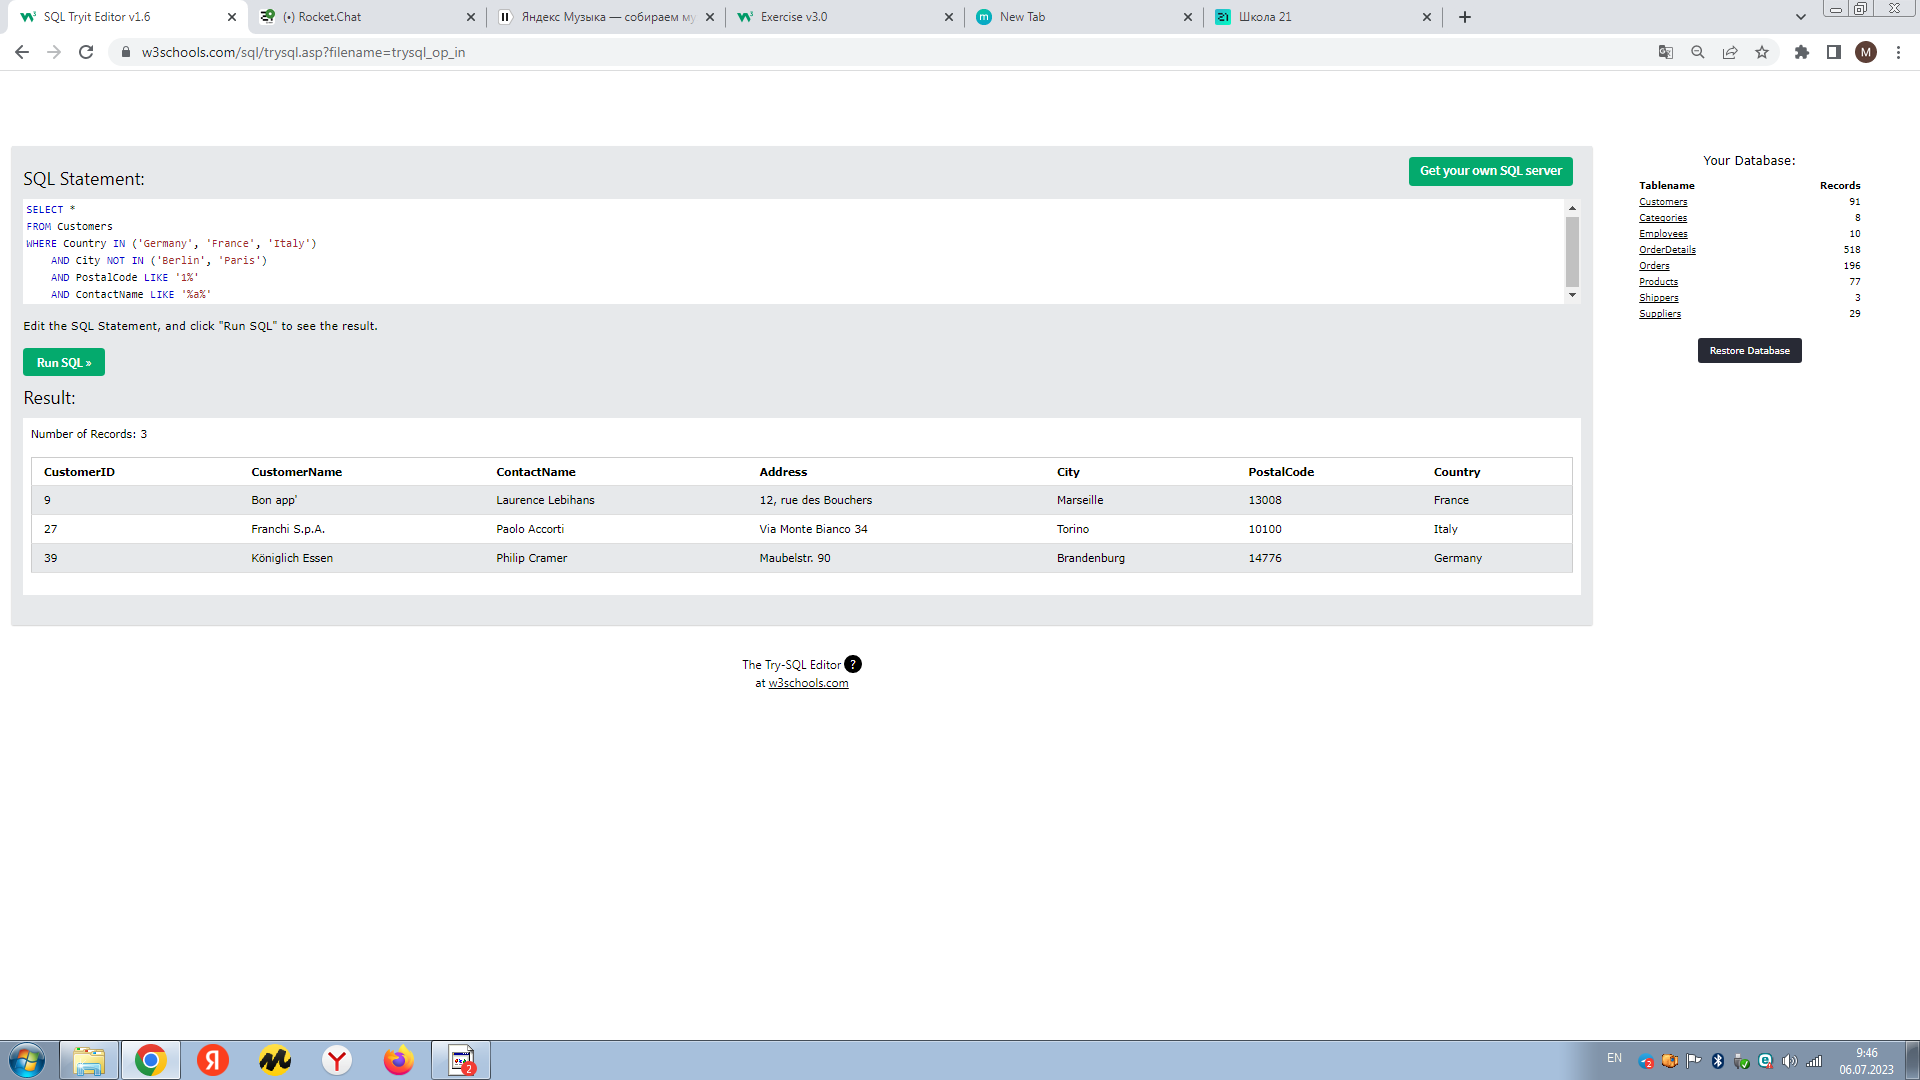 SQL Tryit Editor v1.6
(•) Rocket.Chat
Яндекс Музыка — собираем му
Exercise v3.0
New Tab
Школа 21
w3schools.com/sql/trysql.asp?filename=trysql_op_in
M
SQL Statement:
Get your own SQL server
SELECT *
FROM Customers
WHERE Country IN ('Germany', 'France', 'Italy')
AND City NOT IN ('Berlin', 'Paris')
AND PostalCode LIKE '1%'
AND ContactName LIKE '%a%'
Edit the SQL Statement, and click "Run SQL" to see the result.
Run SQL »
Result:
Number of Records: 3
CustomerID CustomerName ContactName Address City PostalCode Country
9 Bon app' Laurence Lebihans 12, rue des Bouchers Marseille 13008 France
27 Franchi S.p.A. Paolo Accorti Via Monte Bianco 34 Torino 10100 Italy
39 Königlich Essen Philip Cramer Maubelstr. 90 Brandenburg 14776 Germany
The Try-SQL Editor ?
at w3schools.com
Your Database:
Tablename Records
Customers 91
Categories 8
Employees 10
OrderDetails 518
Orders 196
Products 77
Shippers 3
Suppliers 29
Restore Database
Я
Y
2
EN
2
9:46
06.07.2023